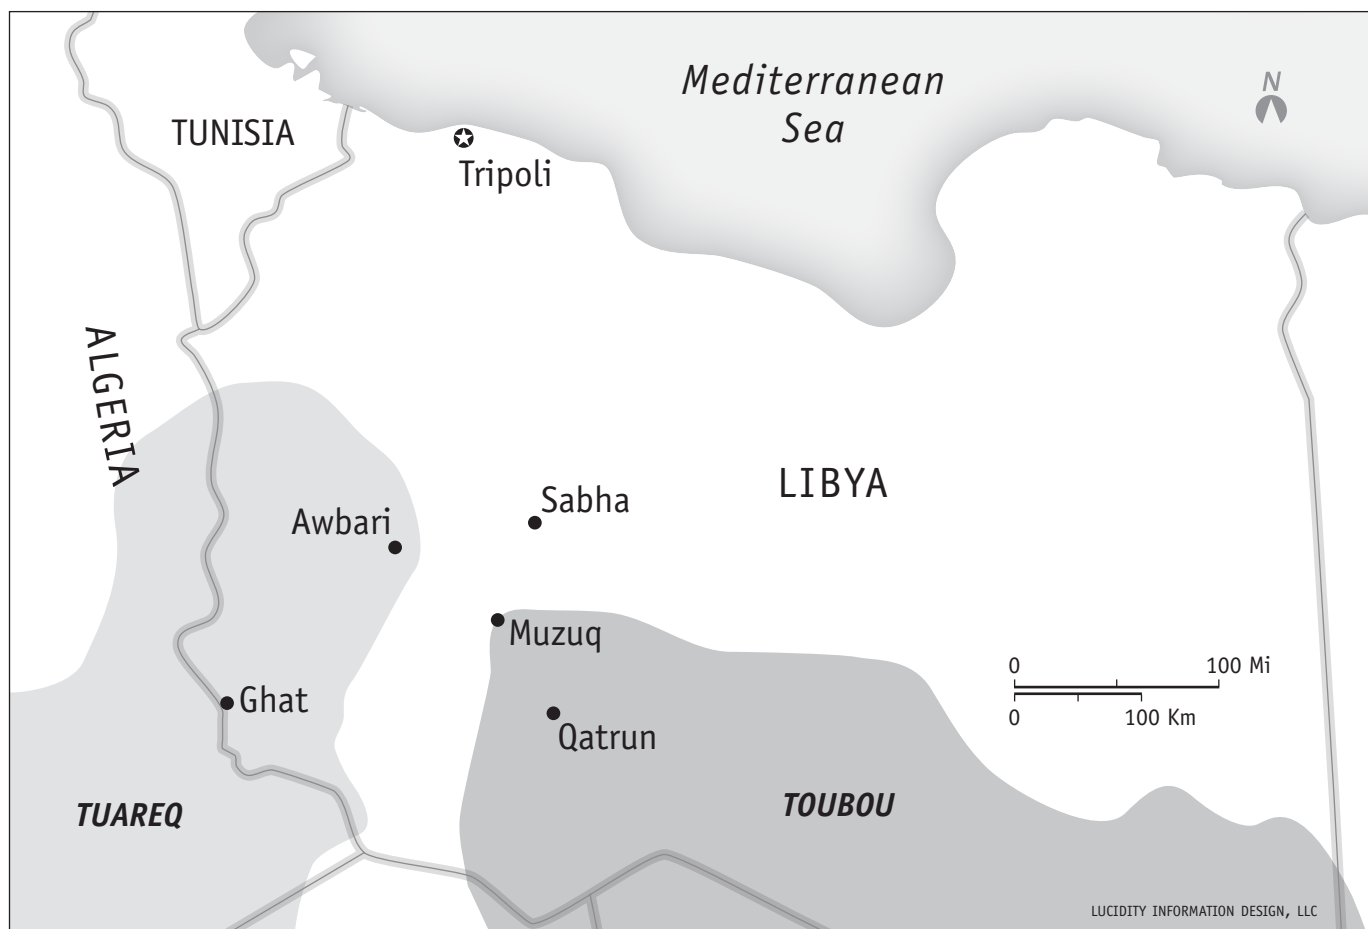 N
Mediterranean
Sea
TUNISIA
Tripoli
ALGERIA
LIBYA
Sabha
Awbari
Muzuq
Ghat
Qatrun
0 100 Mi
0 100 Km
TUAREQ
TOUBOU
LUCIDITY INFORMATION DESIGN, LLC